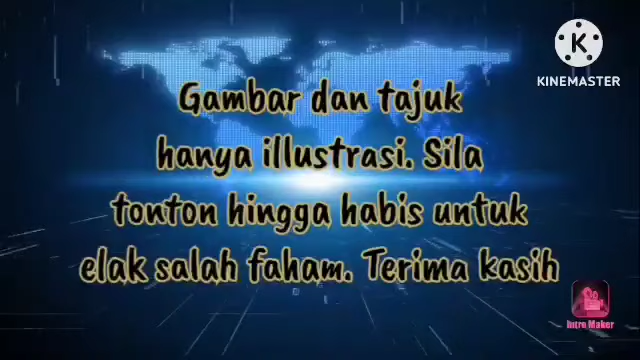 KINEMASTER
Gambar dan tajuk
hanya illustrasi. Sila
tonton hingga habis untuk
elak salah faham. Terima kasih
Intro Maker